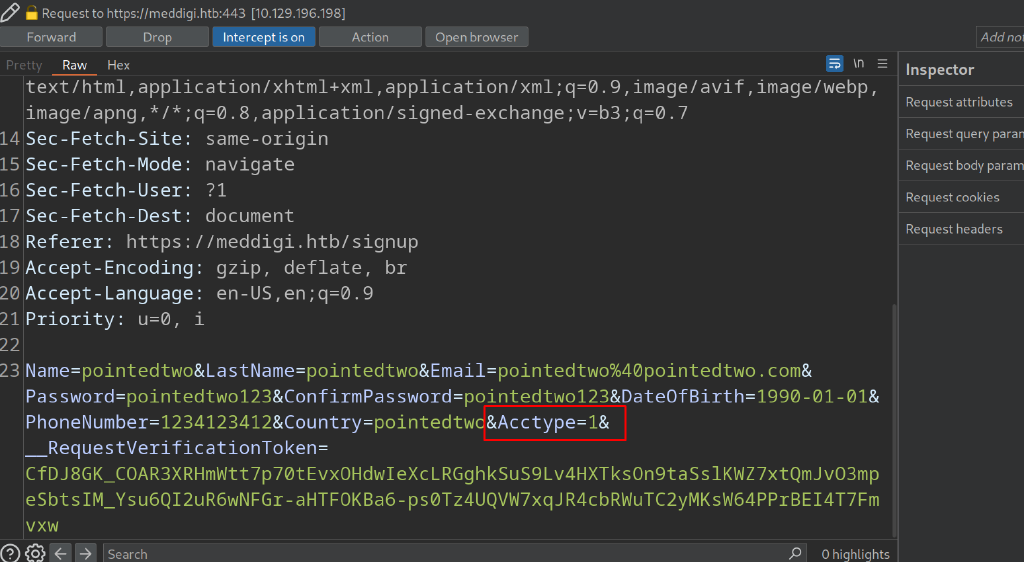 Request to https://meddigi.htb:443 [10.129.196.198]
Forward Drop Intercept is on Action Open browser Add not
Pretty Raw Hex \n
Inspector
text/html,application/xhtml+xml,application/xml;q=0.9,image/avif,image/webp,
image/apng,*/*;q=0.8,application/signed-exchange;v=b3;q=0.7
Request attributes
14 Sec-Fetch-Site: same-origin
Request query param
15 Sec-Fetch-Mode: navigate
Request body param
16 Sec-Fetch-User: ?1
Request cookies
17 Sec-Fetch-Dest: document
Request headers
18 Referer: https://meddigi.htb/signup
19 Accept-Encoding: gzip, deflate, br
20 Accept-Language: en-US,en;q=0.9
21 Priority: u=0, i
22
23 Name=pointedtwo&LastName=pointedtwo&Email=pointedtwo%40pointedtwo.com&
Password=pointedtwo123&ConfirmPassword=pointedtwo123&DateOfBirth=1990-01-01&
PhoneNumber=1234123412&Country=pointedtwo&Acctype=1&
__RequestVerificationToken=
CfDJ8GK_COAR3XRHmWtt7p70tEvxOHdwIeXcLRGghkSuS9Lv4HXTksOn9taSslKWZ7xtQmJvO3mp
eSbtsIM_Ysu6QI2uR6wNFGr-aHTFOKBa6-ps0Tz4UQVW7xqJR4cbRWuTC2yMKsW64PPrBEI4T7Fm
vxw
Search 0 highlights